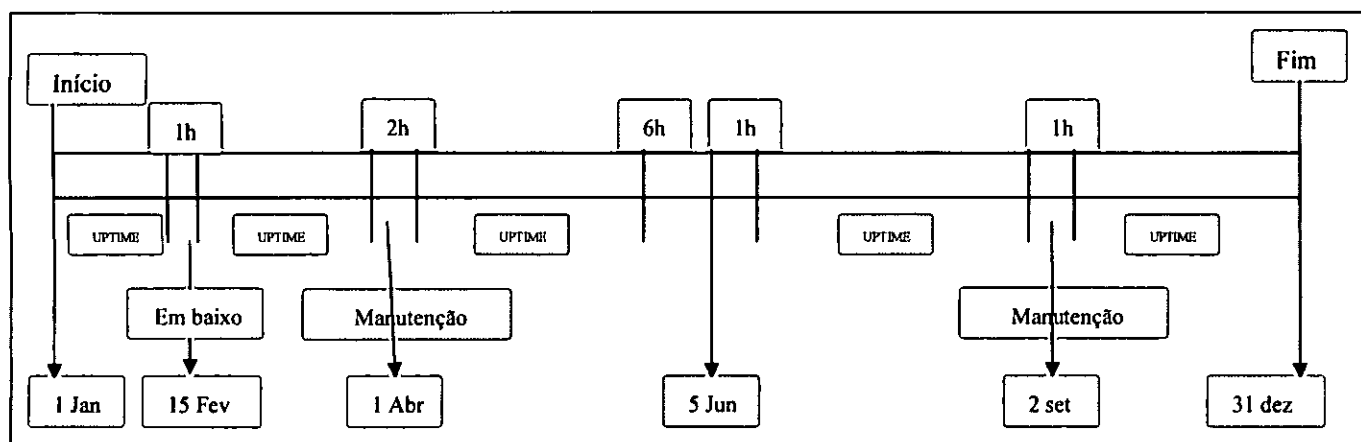 Início
Fim
1h
2h
6h
1h
1h
UPTIME
UPTIME
UPTIME
UPTIME
UPTIME
Em baixo
Manutenção
Manutenção
1 Jan
15 Fev
1 Abr
5 Jun
2 set
31 dez